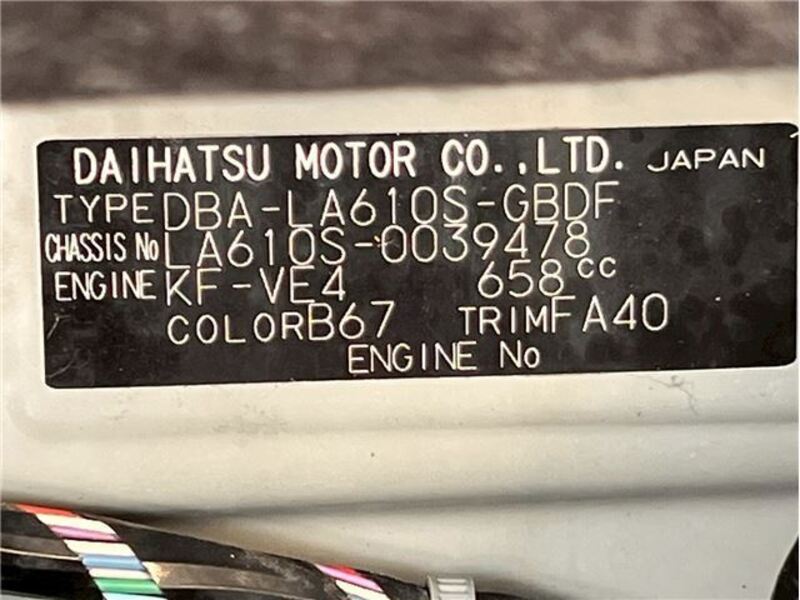 DAIHATSU MOTOR CO.,LTD. JAPAN
TYPE DBA-LA610S-GBDF
CHASSIS No LA610S-0039478
ENGINE KF-VE4 658cc
COLOR B67 TRIM FA40
ENGINE No